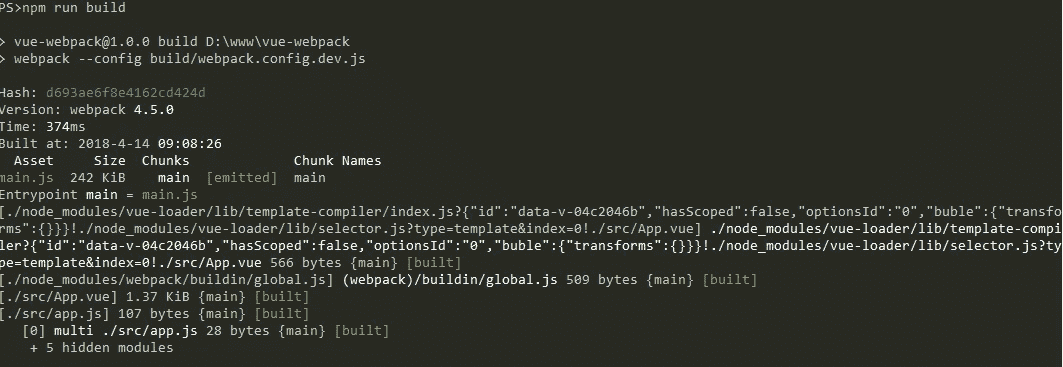 PS>npm run build
> vue-webpack@1.0.0 build D:\www\vue-webpack
> webpack --config build/webpack.config.dev.js
Hash: d693ae6f8e4162cd424d
Version: webpack 4.5.0
Time: 374ms
Built at: 2018-4-14 09:08:26
Asset Size Chunks Chunk Names
main.js 242 KiB main [emitted] main
Entrypoint main = main.js
[./node_modules/vue-loader/lib/template-compiler/index.js?{"id":"data-v-04c2046b","hasScoped":false,"optionsId":"0","buble":{"transfo
rms":{}}}!./node_modules/vue-loader/lib/selector.js?type=template&index=0!./src/App.vue] ./node_modules/vue-loader/lib/template-compi
ler?{"id":"data-v-04c2046b","hasScoped":false,"optionsId":"0","buble":{"transforms":{}}}!./node_modules/vue-loader/lib/selector.js?ty
pe=template&index=0!./src/App.vue 566 bytes {main} [built]
[./node_modules/webpack/buildin/global.js] (webpack)/buildin/global.js 509 bytes {main} [built]
[./src/App.vue] 1.37 KiB {main} [built]
[./src/app.js] 107 bytes {main} [built]
[0] multi ./src/app.js 28 bytes {main} [built]
+ 5 hidden modules